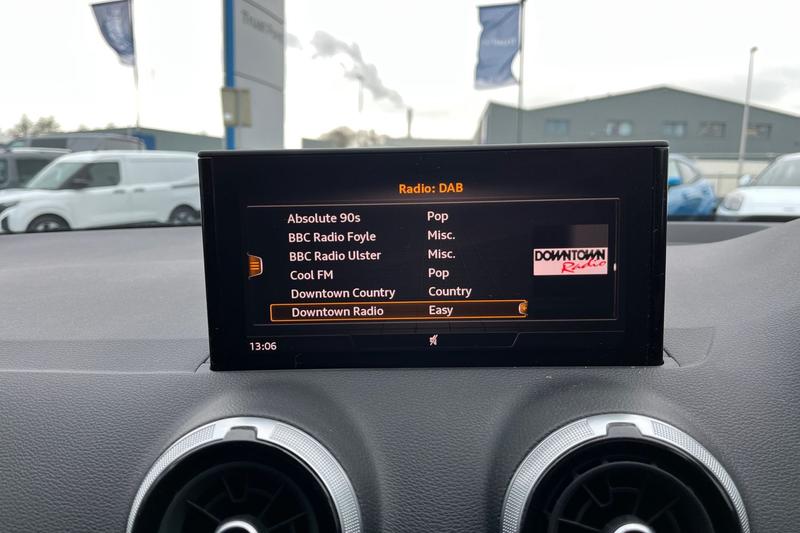 Radio: DAB
Absolute 90s Pop
BBC Radio Foyle Misc.
BBC Radio Ulster Misc.
Cool FM Pop
Downtown Country Country
Downtown Radio Easy
DOWNTOWN
Radio
13:06